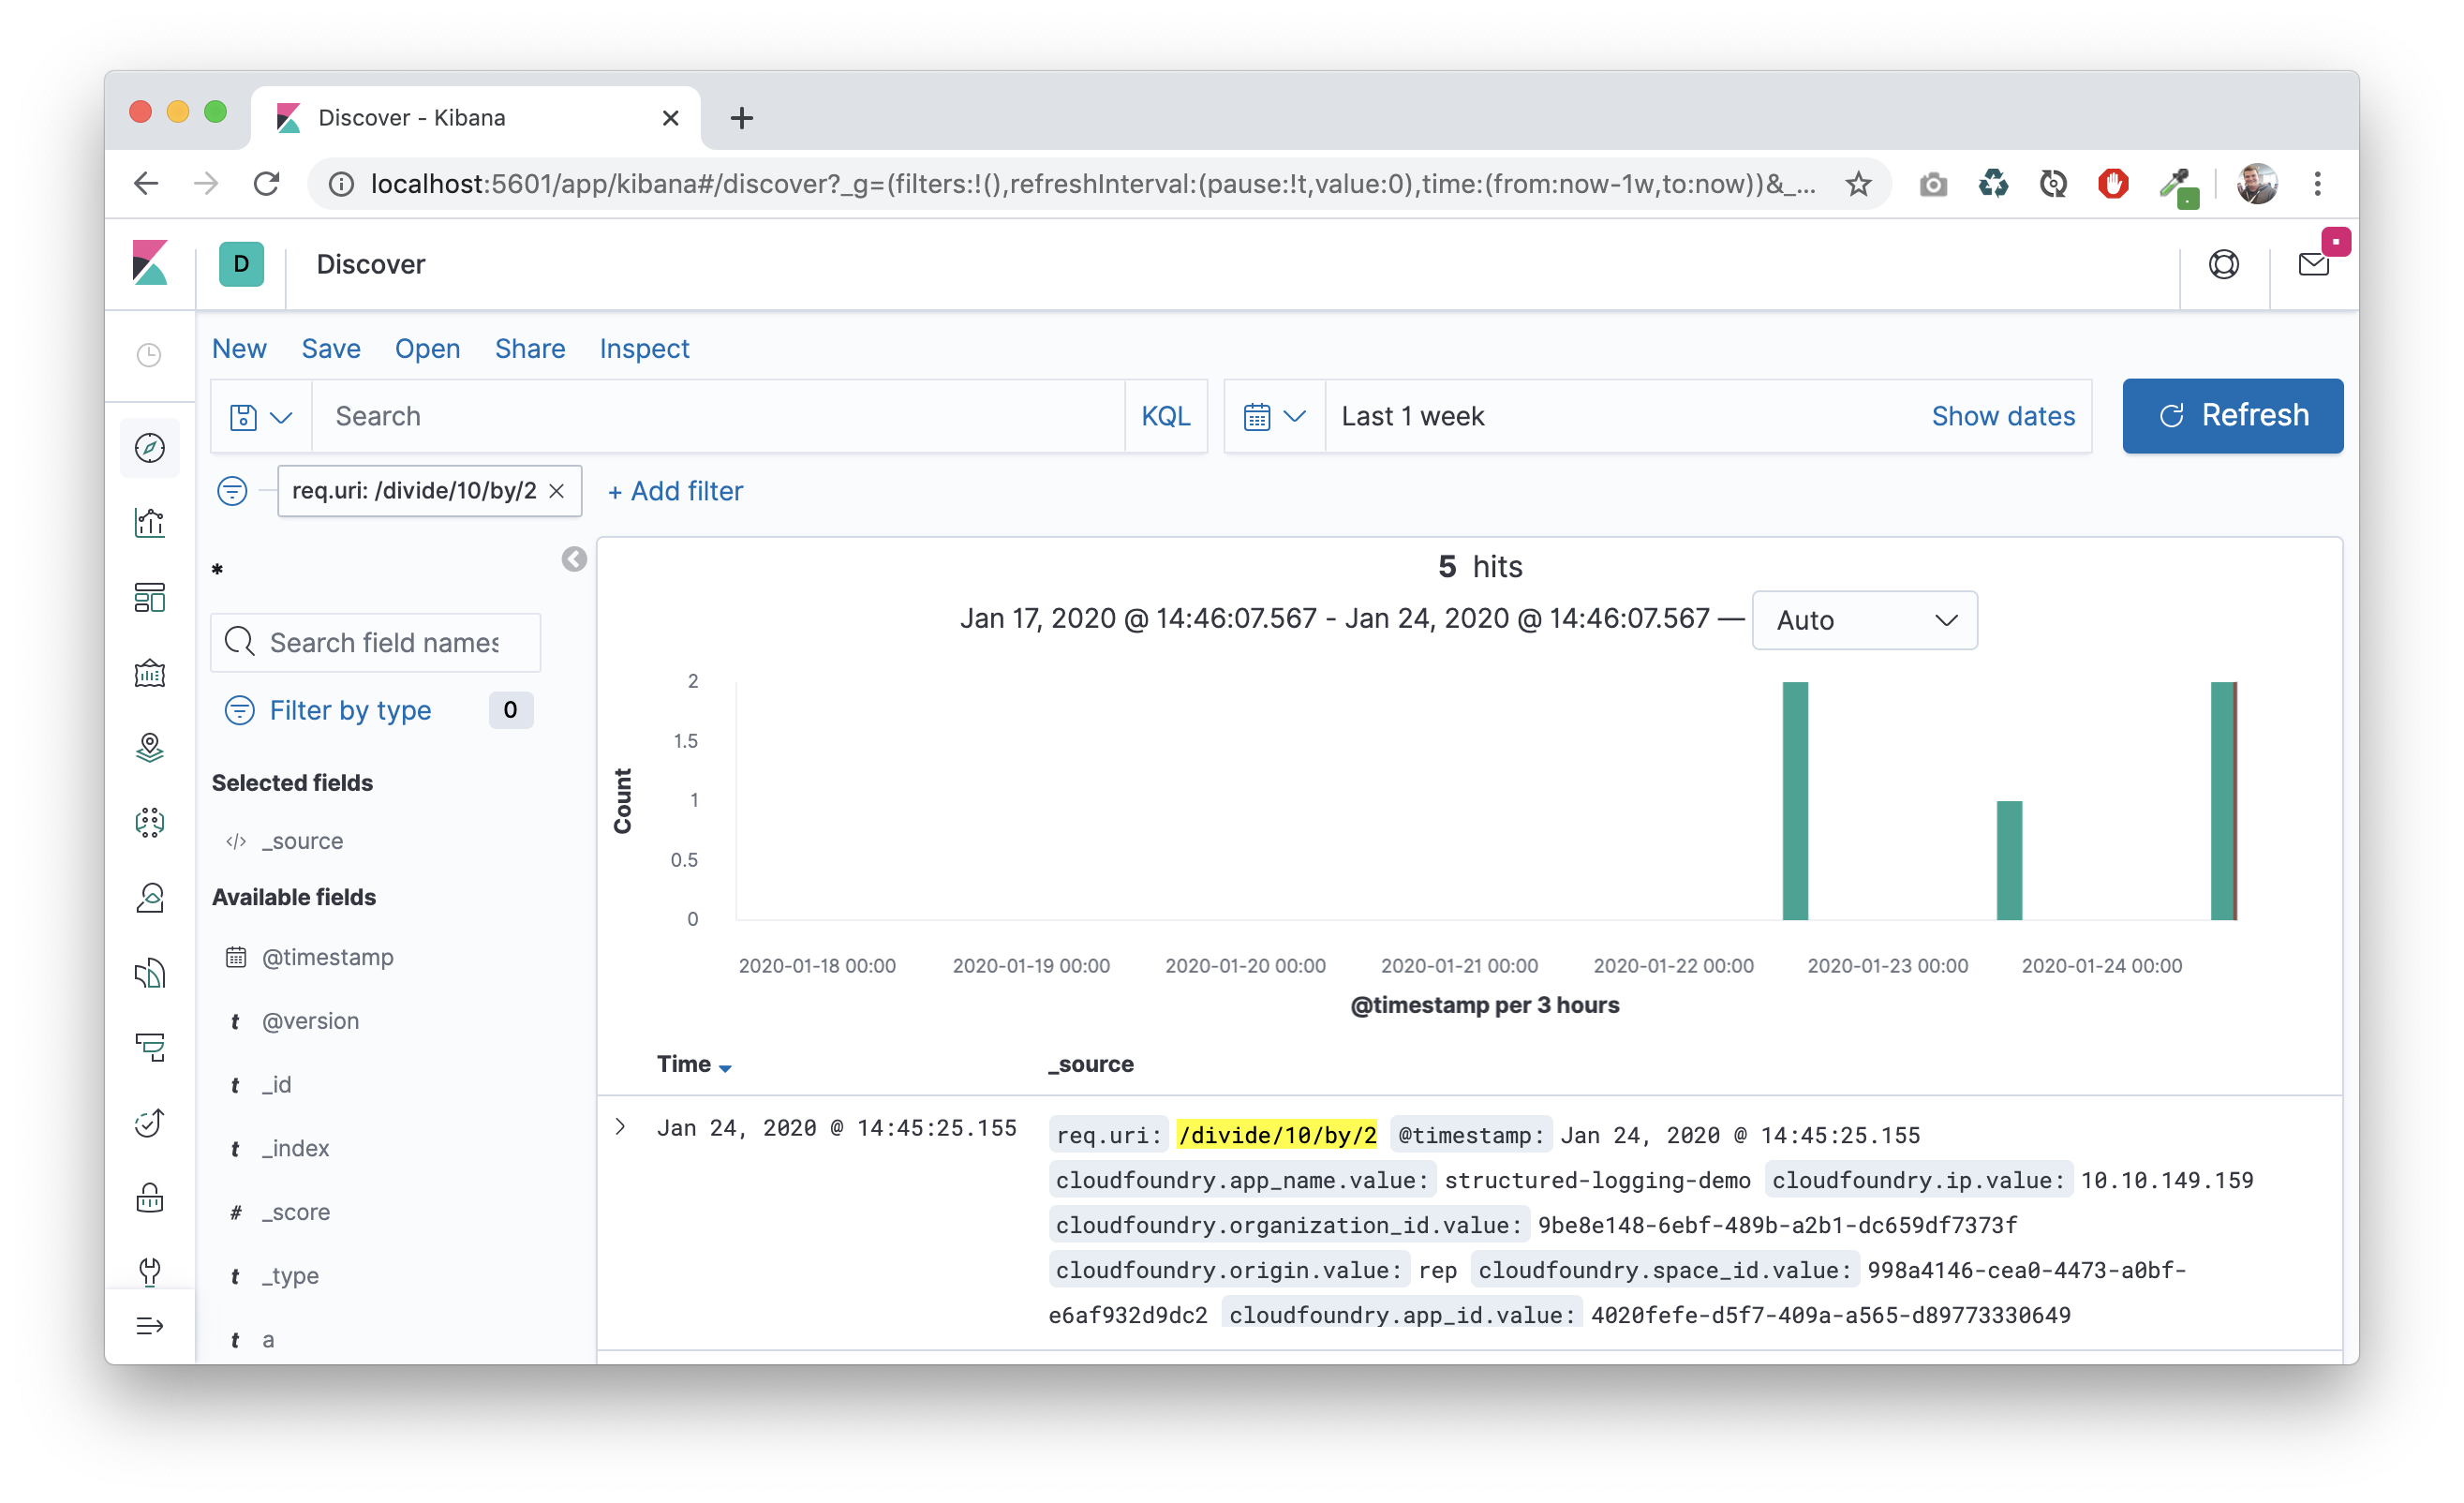 Discover - Kibana
localhost:5601/app/kibana#/discover?_g=(filters:!(),refreshInterval:(pause:!t,value:0),time:(from:now-1w,to:now))&_...
D Discover
New Save Open Share Inspect
Search KQL Last 1 week Show dates Refresh
req.uri: /divide/10/by/2 + Add filter
*
Search field names
Filter by type 0
Selected fields
_source
Available fields
@timestamp
t @version
t _id
t _index
# _score
t _type
t a
5 hits
Jan 17, 2020 @ 14:46:07.567 - Jan 24, 2020 @ 14:46:07.567 — Auto
2
1.5
1
0.5
0
Count
2020-01-18 00:00 2020-01-19 00:00 2020-01-20 00:00 2020-01-21 00:00 2020-01-22 00:00 2020-01-23 00:00 2020-01-24 00:00
@timestamp per 3 hours
Time _source
Jan 24, 2020 @ 14:45:25.155 req.uri: /divide/10/by/2 @timestamp: Jan 24, 2020 @ 14:45:25.155
cloudfoundry.app_name.value: structured-logging-demo cloudfoundry.ip.value: 10.10.149.159
cloudfoundry.organization_id.value: 9be8e148-6ebf-489b-a2b1-dc659df7373f
cloudfoundry.origin.value: rep cloudfoundry.space_id.value: 998a4146-cea0-4473-a0bf-
e6af932d9dc2 cloudfoundry.app_id.value: 4020fefe-d5f7-409a-a565-d89773330649